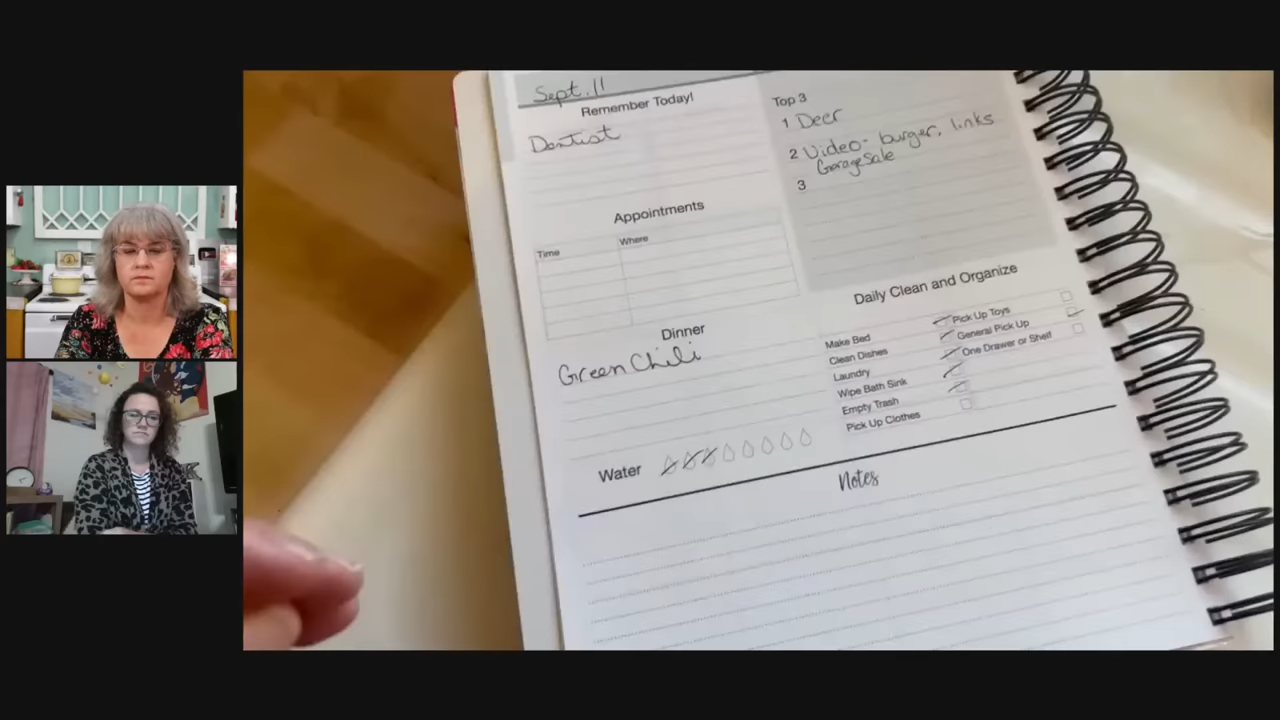 Sept. 11
Remember Today!
Dentist
Appointments
Time Where
Dinner
Green Chili
Water
Top 3
1 Deer
2 Video - burger, links
Garage Sale
3
Daily Clean and Organize
Make Bed
Clean Dishes
Laundry
Wipe Bath Sink
Empty Trash
Pick Up Clothes
Pick Up Toys
General Pick Up
One Drawer or Shelf
Notes